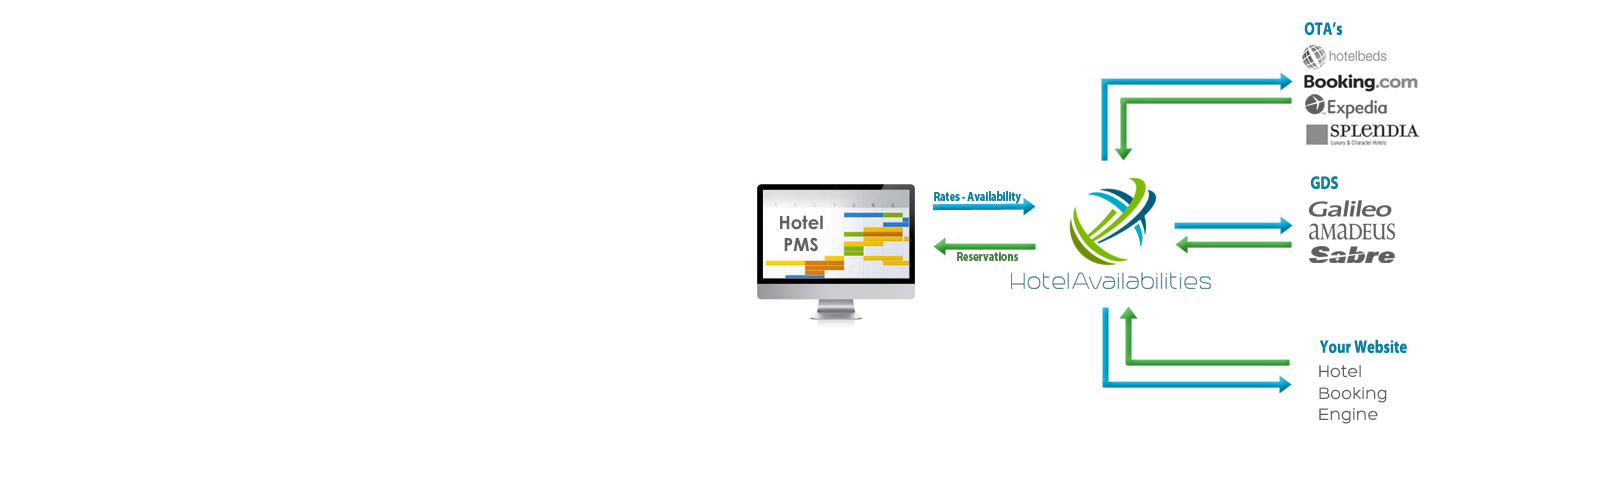 OTA's
hotelbeds
Booking.com
Expedia
SPLENDIA
Luxury & Character Hotels
Hotel
PMS
Rates - Availability
Reservations
HotelAvailabilities
GDS
Galileo
AMADEUS
Sabre
Your Website
Hotel
Booking
Engine